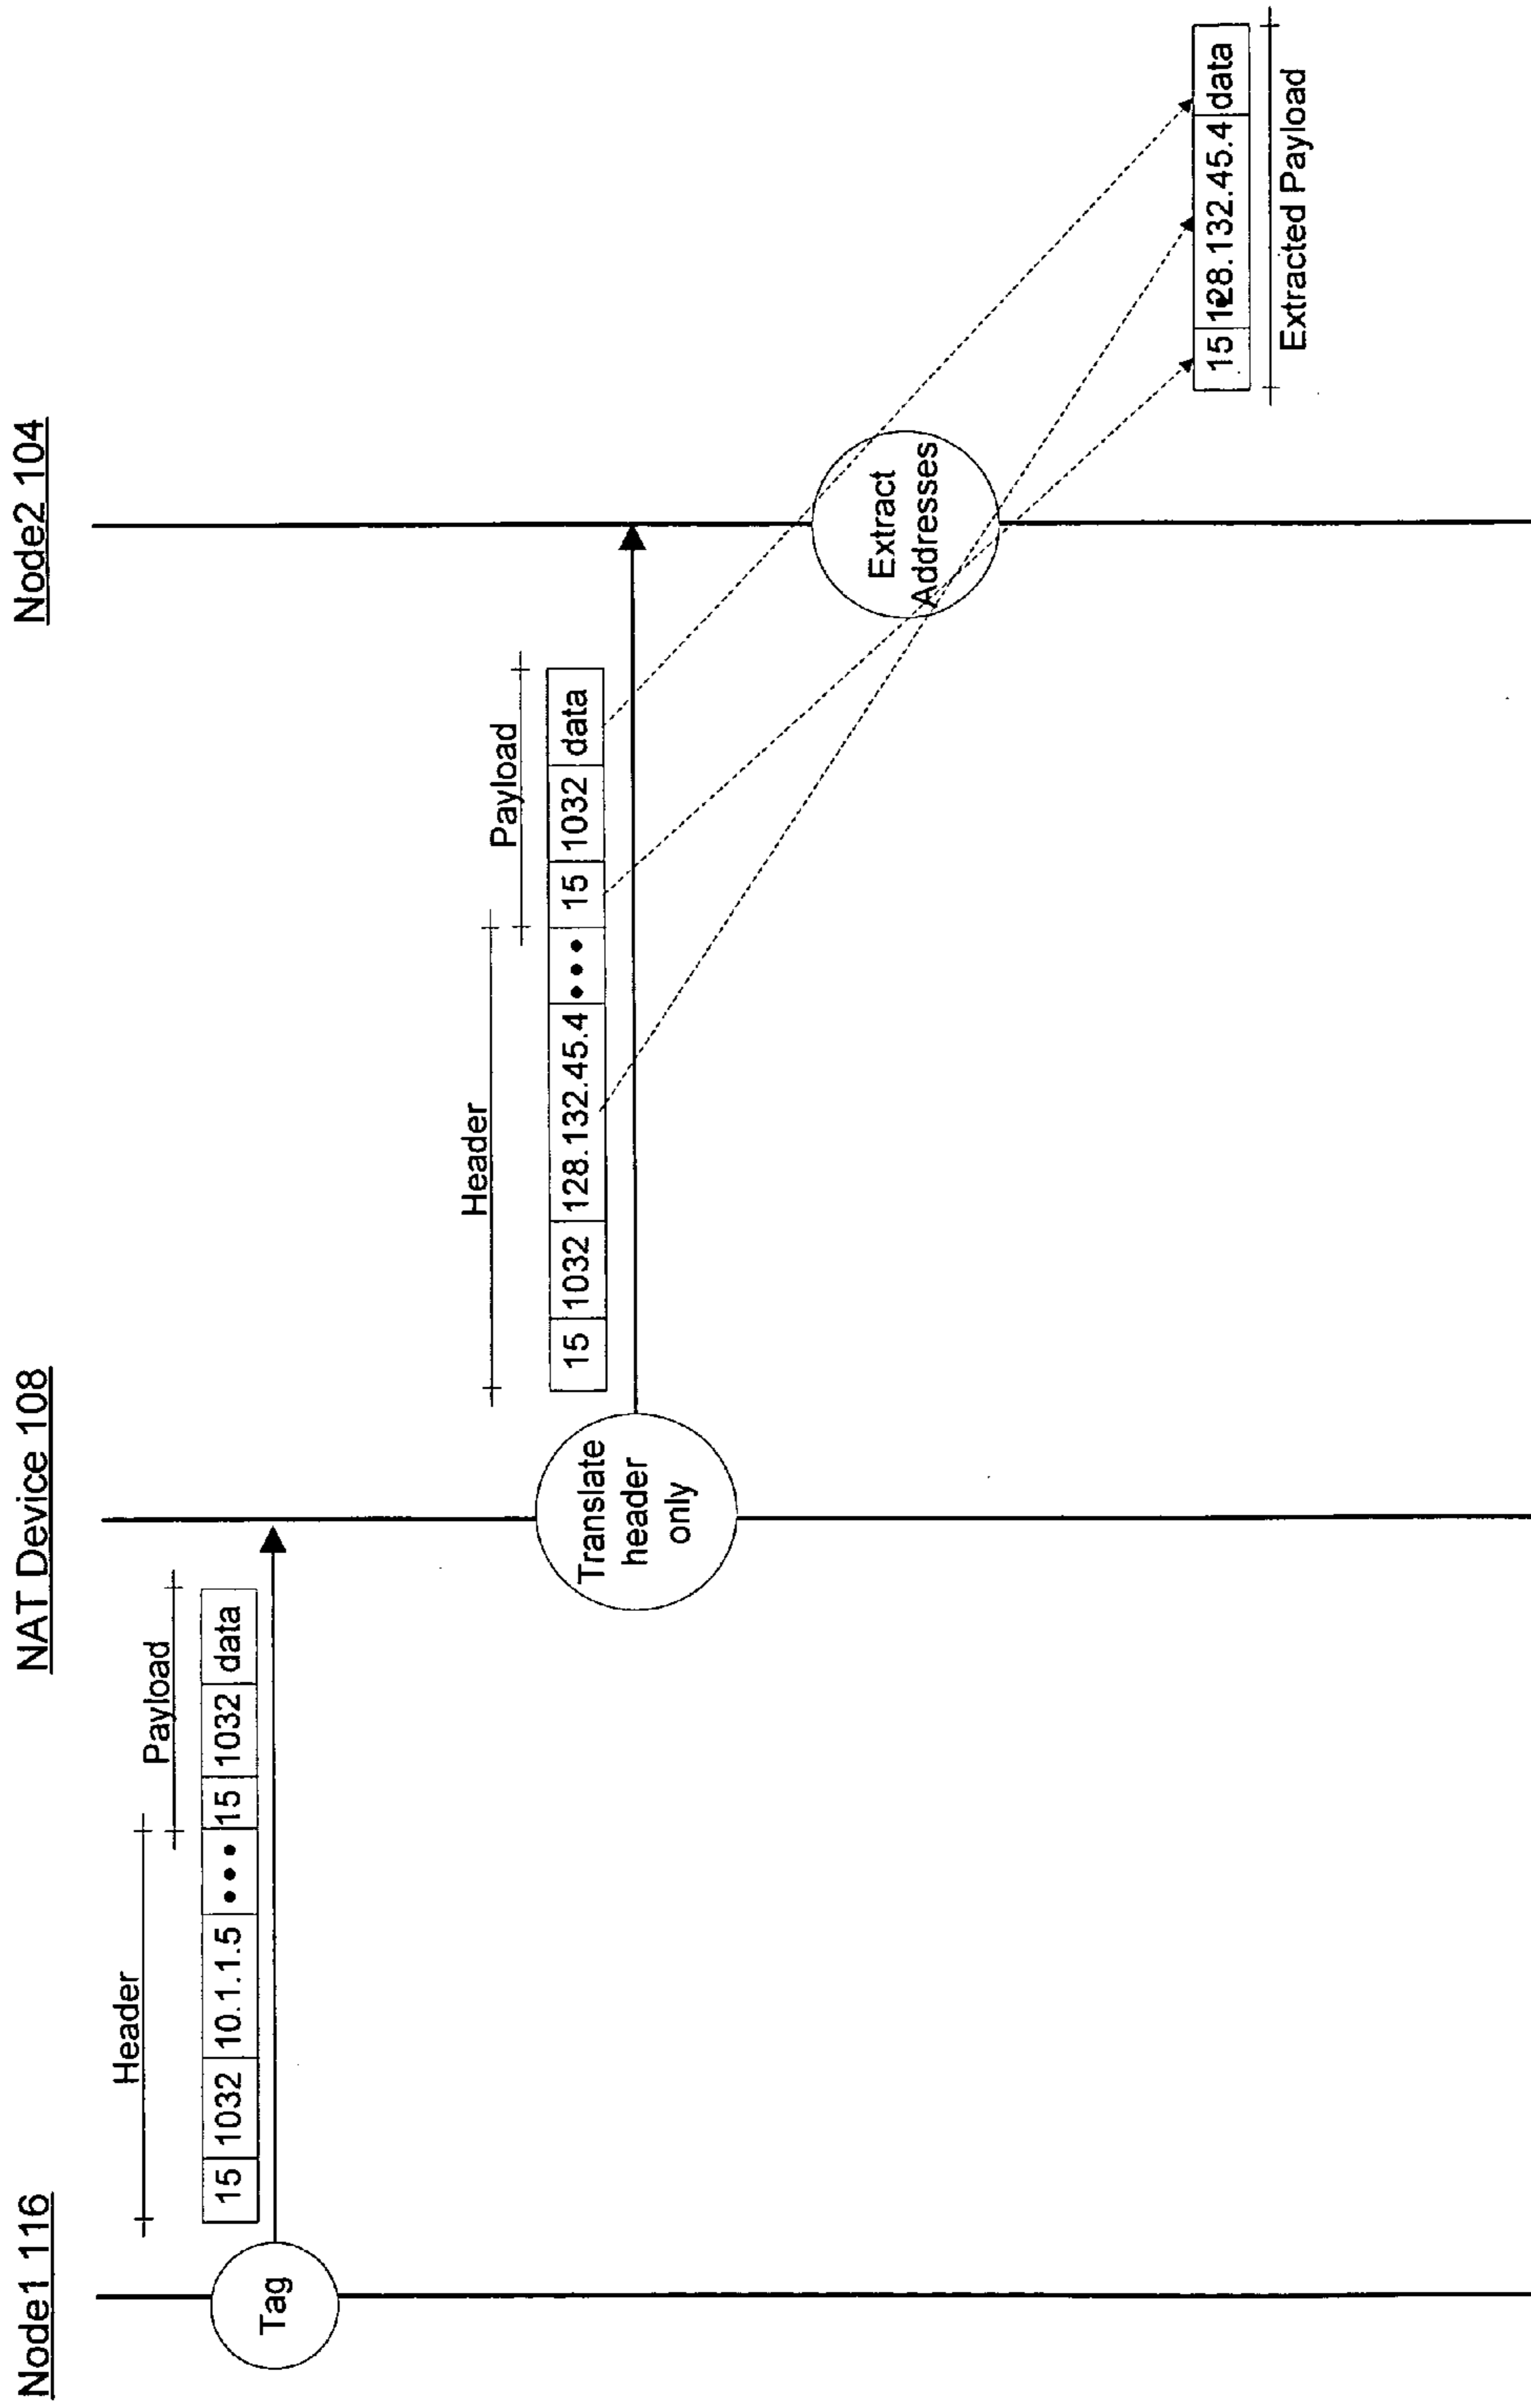 Node1 116
NAT Device 108
Node2 104
Header
Payload
15 1032 10.1.1.5 ••• 15 1032 data
Tag
Header
Payload
15 1032 128.132.45.4 ••• 15 1032 data
Translate
header
only
Extract
Addresses
15 128.132.45.4 data
Extracted Payload